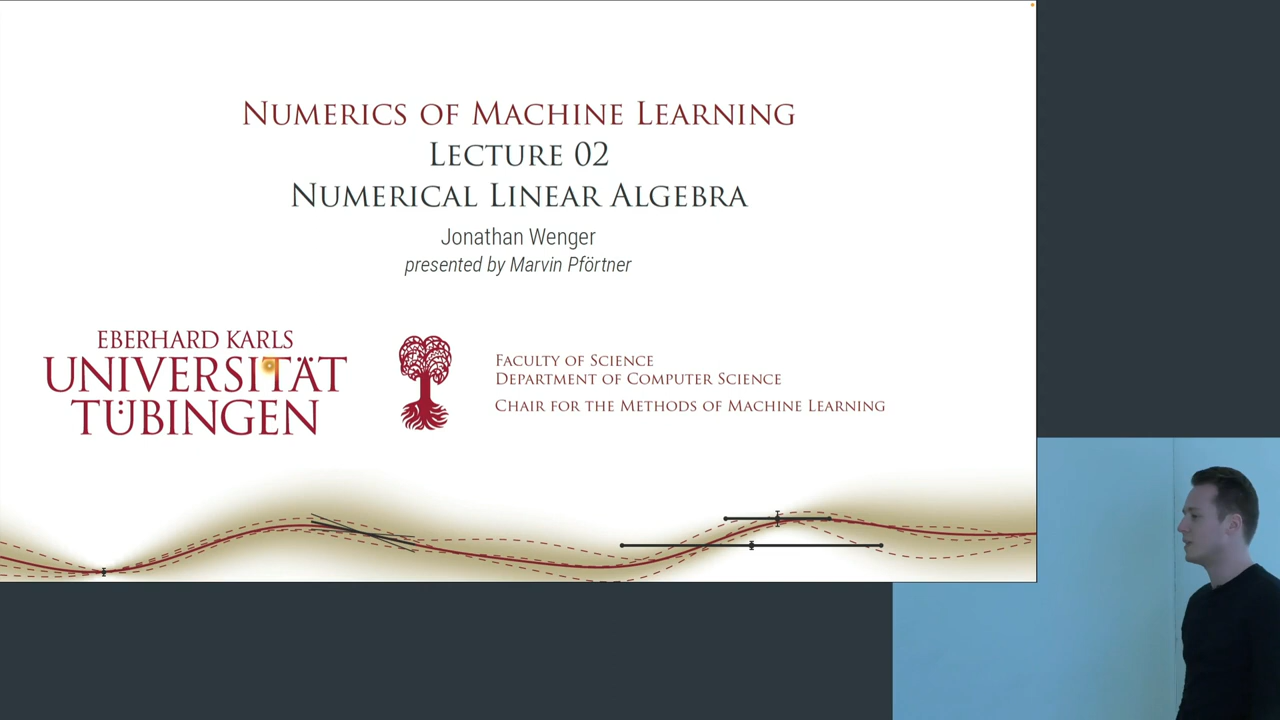 Numerics of Machine Learning
Lecture 02
Numerical Linear Algebra
Jonathan Wenger
presented by Marvin Pförtner
EBERHARD KARLS
UNIVERSITÄT
TÜBINGEN
Faculty of Science
Department of Computer Science
Chair for the Methods of Machine Learning